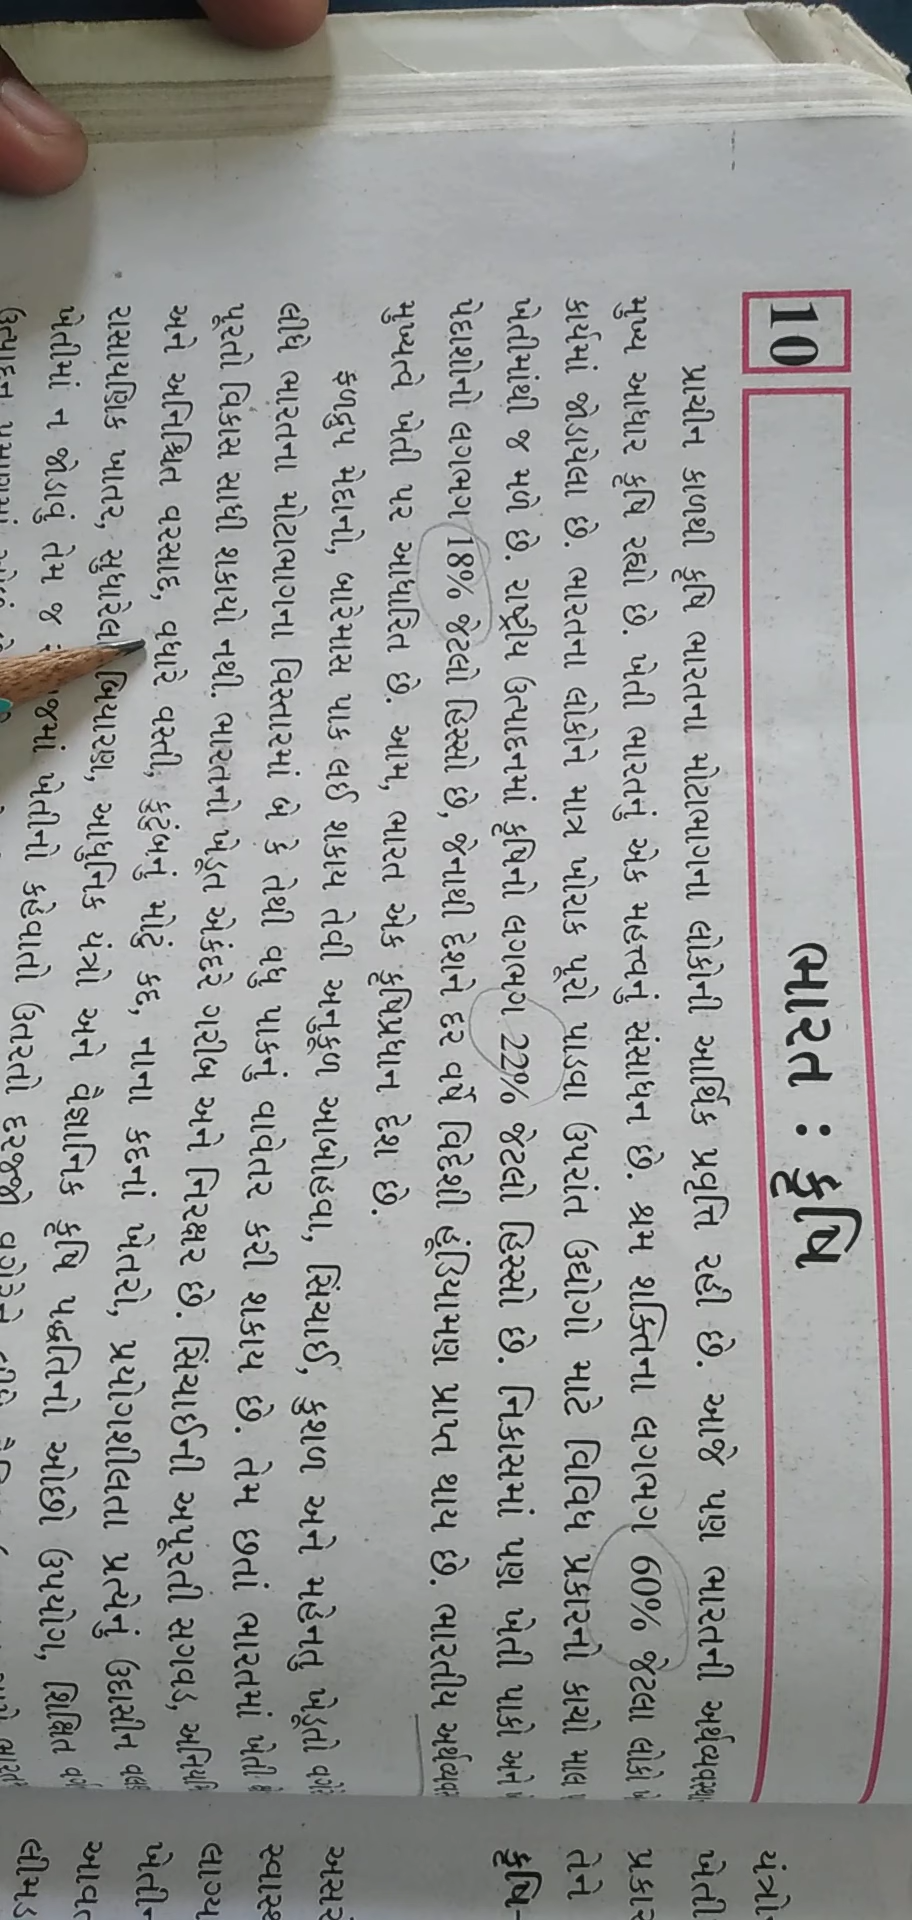 10
ભારત : કૃષિ
પ્રાચીન કાળથી કૃષિ ભારતના મોટાભાગના લોકોની આર્થિક પ્રવૃત્તિ રહી છે. આજે પણ ભારતની અર્થવ્યવસ્થા
મુખ્ય આધાર કૃષિ રહ્યો છે. ખેતી ભારતનું એક મહત્ત્વનું સંસાધન છે. શ્રમ શક્તિના લગભગ 60% જેટલા લોકો
કાર્યમાં જોડાયેલા છે. ભારતના લોકોને માત્ર ખોરાક પૂરો પાડવા ઉપરાંત ઉદ્યોગો માટે વિવિધ પ્રકારનો કાચો માલ
ખેતીમાંથી જ મળે છે. રાષ્ટ્રીય ઉત્પાદનમાં કૃષિનો લગભગ 22% જેટલો હિસ્સો છે. નિકાસમાં પણ ખેતી પાકો અને
પેદાશોનો લગભગ 18% જેટલો હિસ્સો છે, જેનાથી દેશને દર વર્ષે વિદેશી હૂંડિયામણ પ્રાપ્ત થાય છે. ભારતીય
મુખ્યત્વે ખેતી પર આધારિત છે. આમ, ભારત એક કૃષિપ્રધાન દેશ છે.
ફળદ્રુપ મેદાનો, બારેમાસ પાક લઈ શકાય તેવી અનુકૂળ આબોહવા, સિંચાઈ, કુશળ અને મહેનતુ ખેડૂતો
લીધે ભારતના મોટાભાગના વિસ્તારમાં બે કે તેથી વધુ પાકનું વાવેતર કરી શકાય છે. તેમ છતાં ભારતમાં ખેતી
પૂરતો વિકાસ સાધી શકાયો નથી. ભારતનો ખેડૂત એકંદરે ગરીબ અને નિરક્ષર છે. સિંચાઈની અપૂરતી સગવડ,
અને અનિશ્ચિત વરસાદ, વધારે વસ્તી, કુટુંબનું મોટું કદ, નાના કદનાં ખેતરો, પ્રયોગશીલતા પ્રત્યેનું ઉદાસીન
રાસાયણિક ખાતર, બિયારણ, આધુનિક યંત્રો અને વૈજ્ઞાનિક કૃષિ પદ્ધતિનો ઓછો ઉપયોગ, શિક્ષિત
ખેતીમાં ન જોડાવું તેમ જ ખેતીનો કહેવાતો ઉતરતો દરજ્જો
યંત્રો
ખેતી
પ્રકાર
તેને
કૃષિ-
અસર
લીમડ